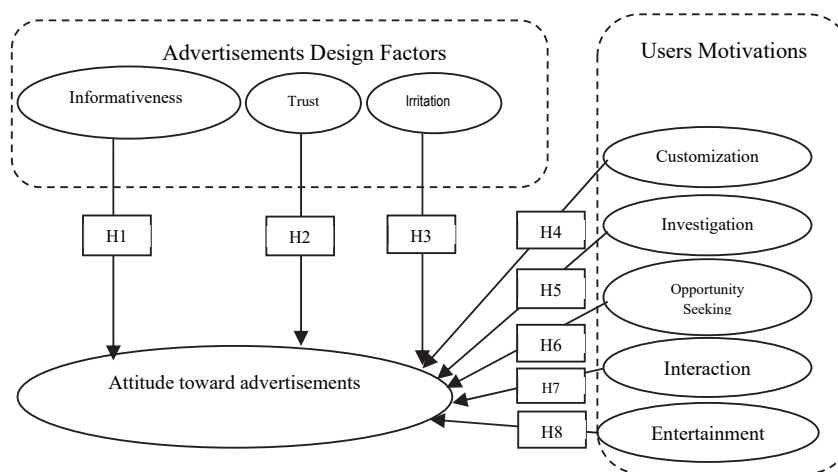 Advertisements Design Factors
Informativeness
Trust
Irritation
Users Motivations
Customization
Investigation
Opportunity
Seeking
Interaction
Entertainment
H1
H2
H3
H4
H5
H6
H7
H8
Attitude toward advertisements